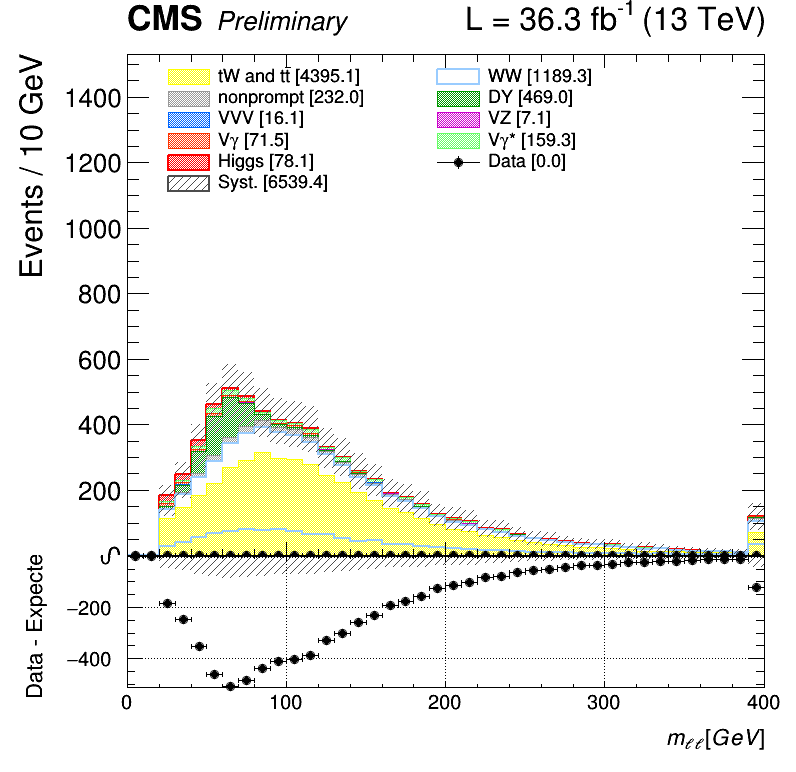 CMS Preliminary L = 36.3 fb⁻¹ (13 TeV)
Events / 10 GeV
1400
1200
1000
800
600
400
200
0
tW and tt̄ [4395.1]
nonprompt [232.0]
VVV [16.1]
Vγ [71.5]
Higgs [78.1]
Syst. [6539.4]
WW [1189.3]
DY [469.0]
VZ [7.1]
Vγ* [159.3]
Data [0.0]
Data - Expecte
0
−200
−400
0 100 200 300 400
mℓℓ[GeV]